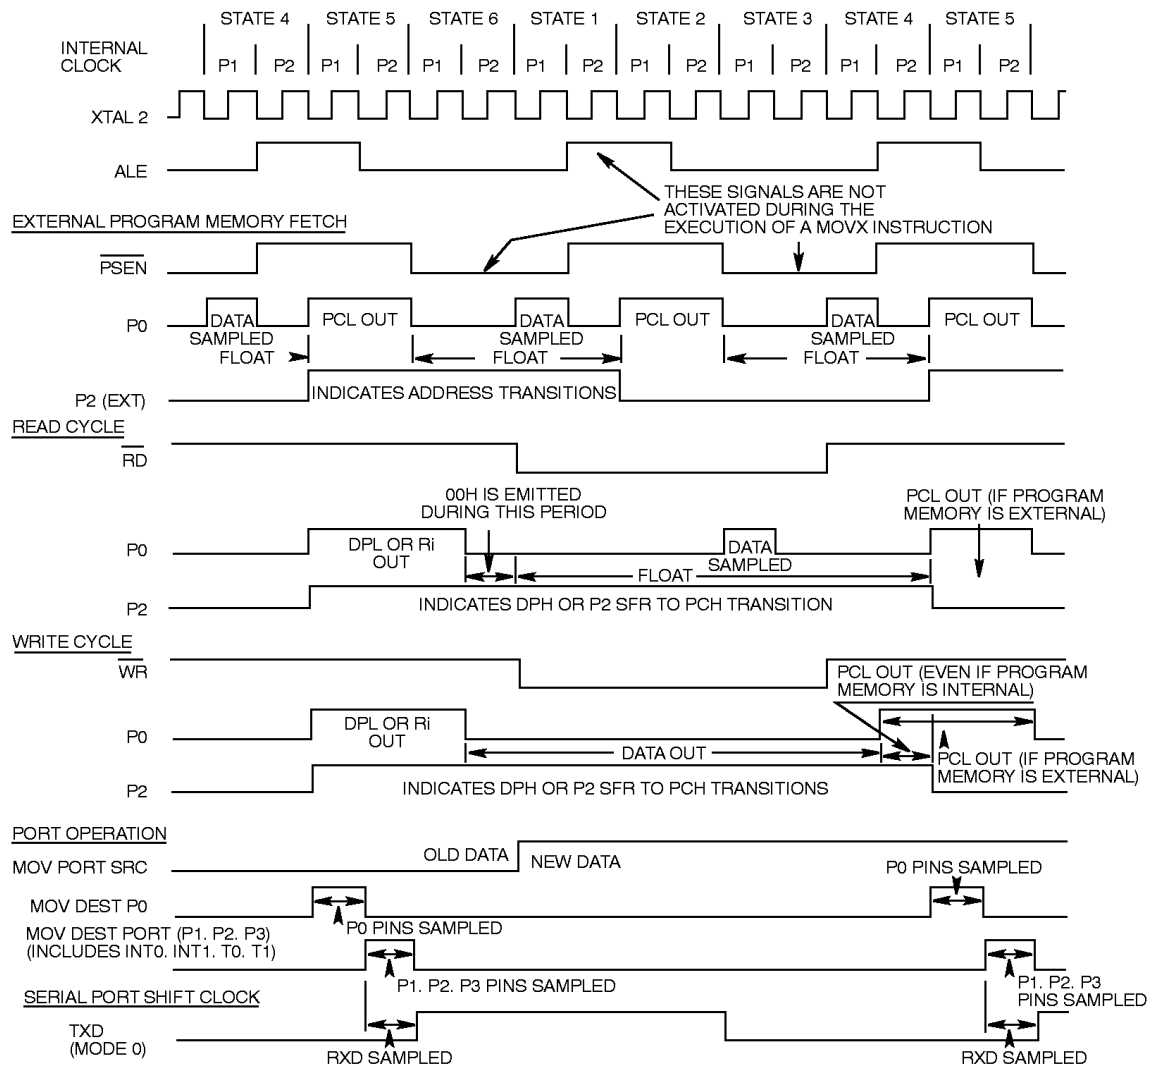 STATE 4 STATE 5 STATE 6 STATE 1 STATE 2 STATE 3 STATE 4 STATE 5
INTERNAL
CLOCK
P1 P2 P1 P2 P1 P2 P1 P2 P1 P2 P1 P2 P1 P2 P1 P2
XTAL 2
ALE
THESE SIGNALS ARE NOT
ACTIVATED DURING THE
EXECUTION OF A MOVX INSTRUCTION
EXTERNAL PROGRAM MEMORY FETCH
PSEN
P0
DATA
SAMPLED
PCL OUT
DATA
SAMPLED
PCL OUT
DATA
SAMPLED
PCL OUT
FLOAT
FLOAT
FLOAT
P2 (EXT)
INDICATES ADDRESS TRANSITIONS
READ CYCLE
RD
00H IS EMITTED
DURING THIS PERIOD
PCL OUT (IF PROGRAM
MEMORY IS EXTERNAL)
P0
DPL OR Ri
OUT
DATA
SAMPLED
FLOAT
P2
INDICATES DPH OR P2 SFR TO PCH TRANSITION
WRITE CYCLE
WR
PCL OUT (EVEN IF PROGRAM
MEMORY IS INTERNAL)
P0
DPL OR Ri
OUT
DATA OUT
PCL OUT (IF PROGRAM
MEMORY IS EXTERNAL)
P2
INDICATES DPH OR P2 SFR TO PCH TRANSITIONS
PORT OPERATION
MOV PORT SRC
OLD DATA
NEW DATA
P0 PINS SAMPLED
MOV DEST P0
P0 PINS SAMPLED
MOV DEST PORT (P1. P2. P3)
(INCLUDES INT0. INT1. T0. T1)
P1. P2. P3 PINS SAMPLED
P1. P2. P3
PINS SAMPLED
SERIAL PORT SHIFT CLOCK
TXD
(MODE 0)
RXD SAMPLED
RXD SAMPLED